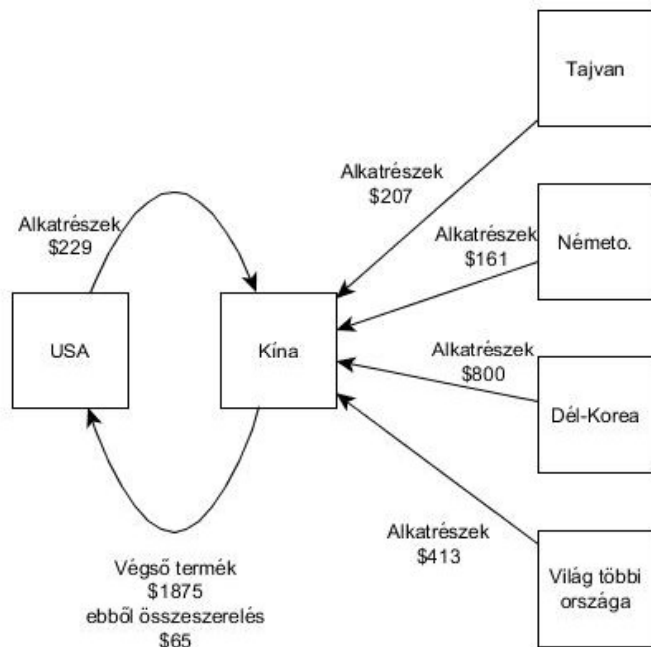 Tajvan
Alkatrészek
$207
Alkatrészek
$229
Alkatrészek
$161
Németo.
USA
Kína
Alkatrészek
$800
Dél-Korea
Alkatrészek
$413
Világ többi
országa
Végső termék
$1875
ebből összeszerelés
$65